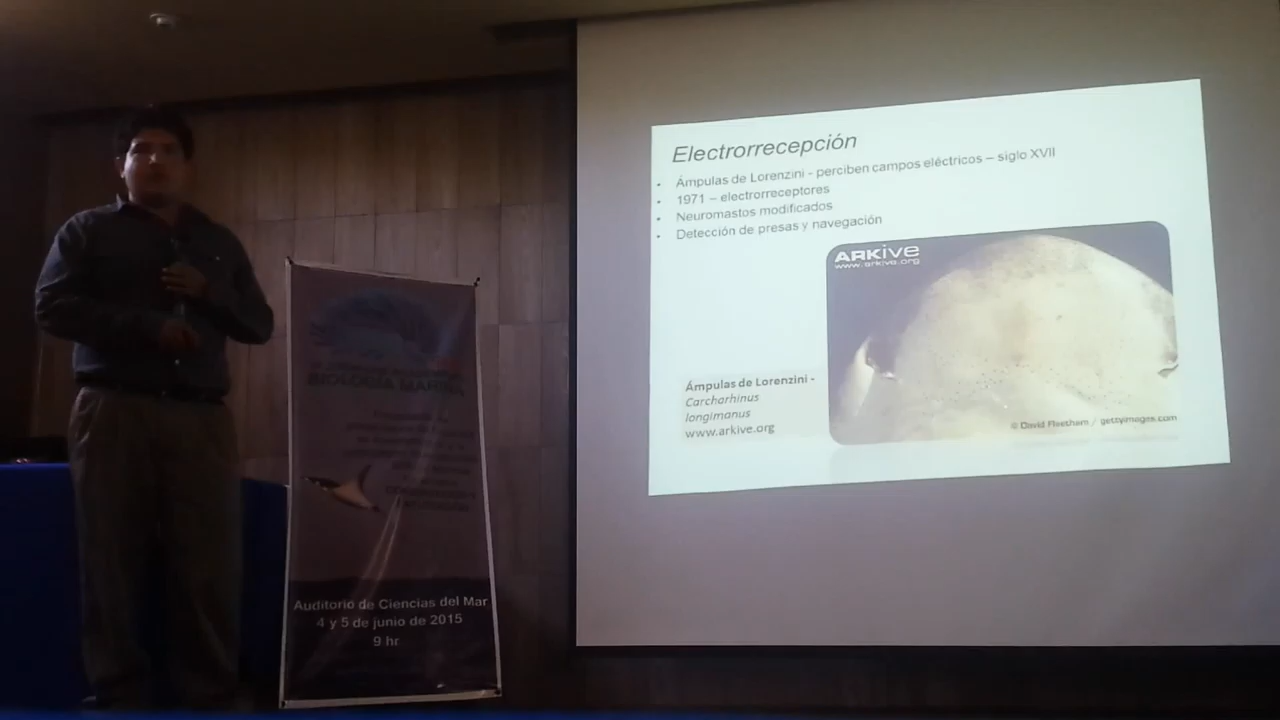 Electrorrecepción
• Ámpulas de Lorenzini - perciben campos eléctricos – siglo XVII
• 1971 – electrorreceptores
• Neuromastos modificados
• Detección de presas y navegación
ARKive
www.arkive.org
Ámpulas de Lorenzini -
Carcharhinus
longimanus
www.arkive.org
© David Fleetham / gettyimages.com
BIOLOGÍA MARINA
Auditorio de Ciencias del Mar
4 y 5 de junio de 2015
9 hr